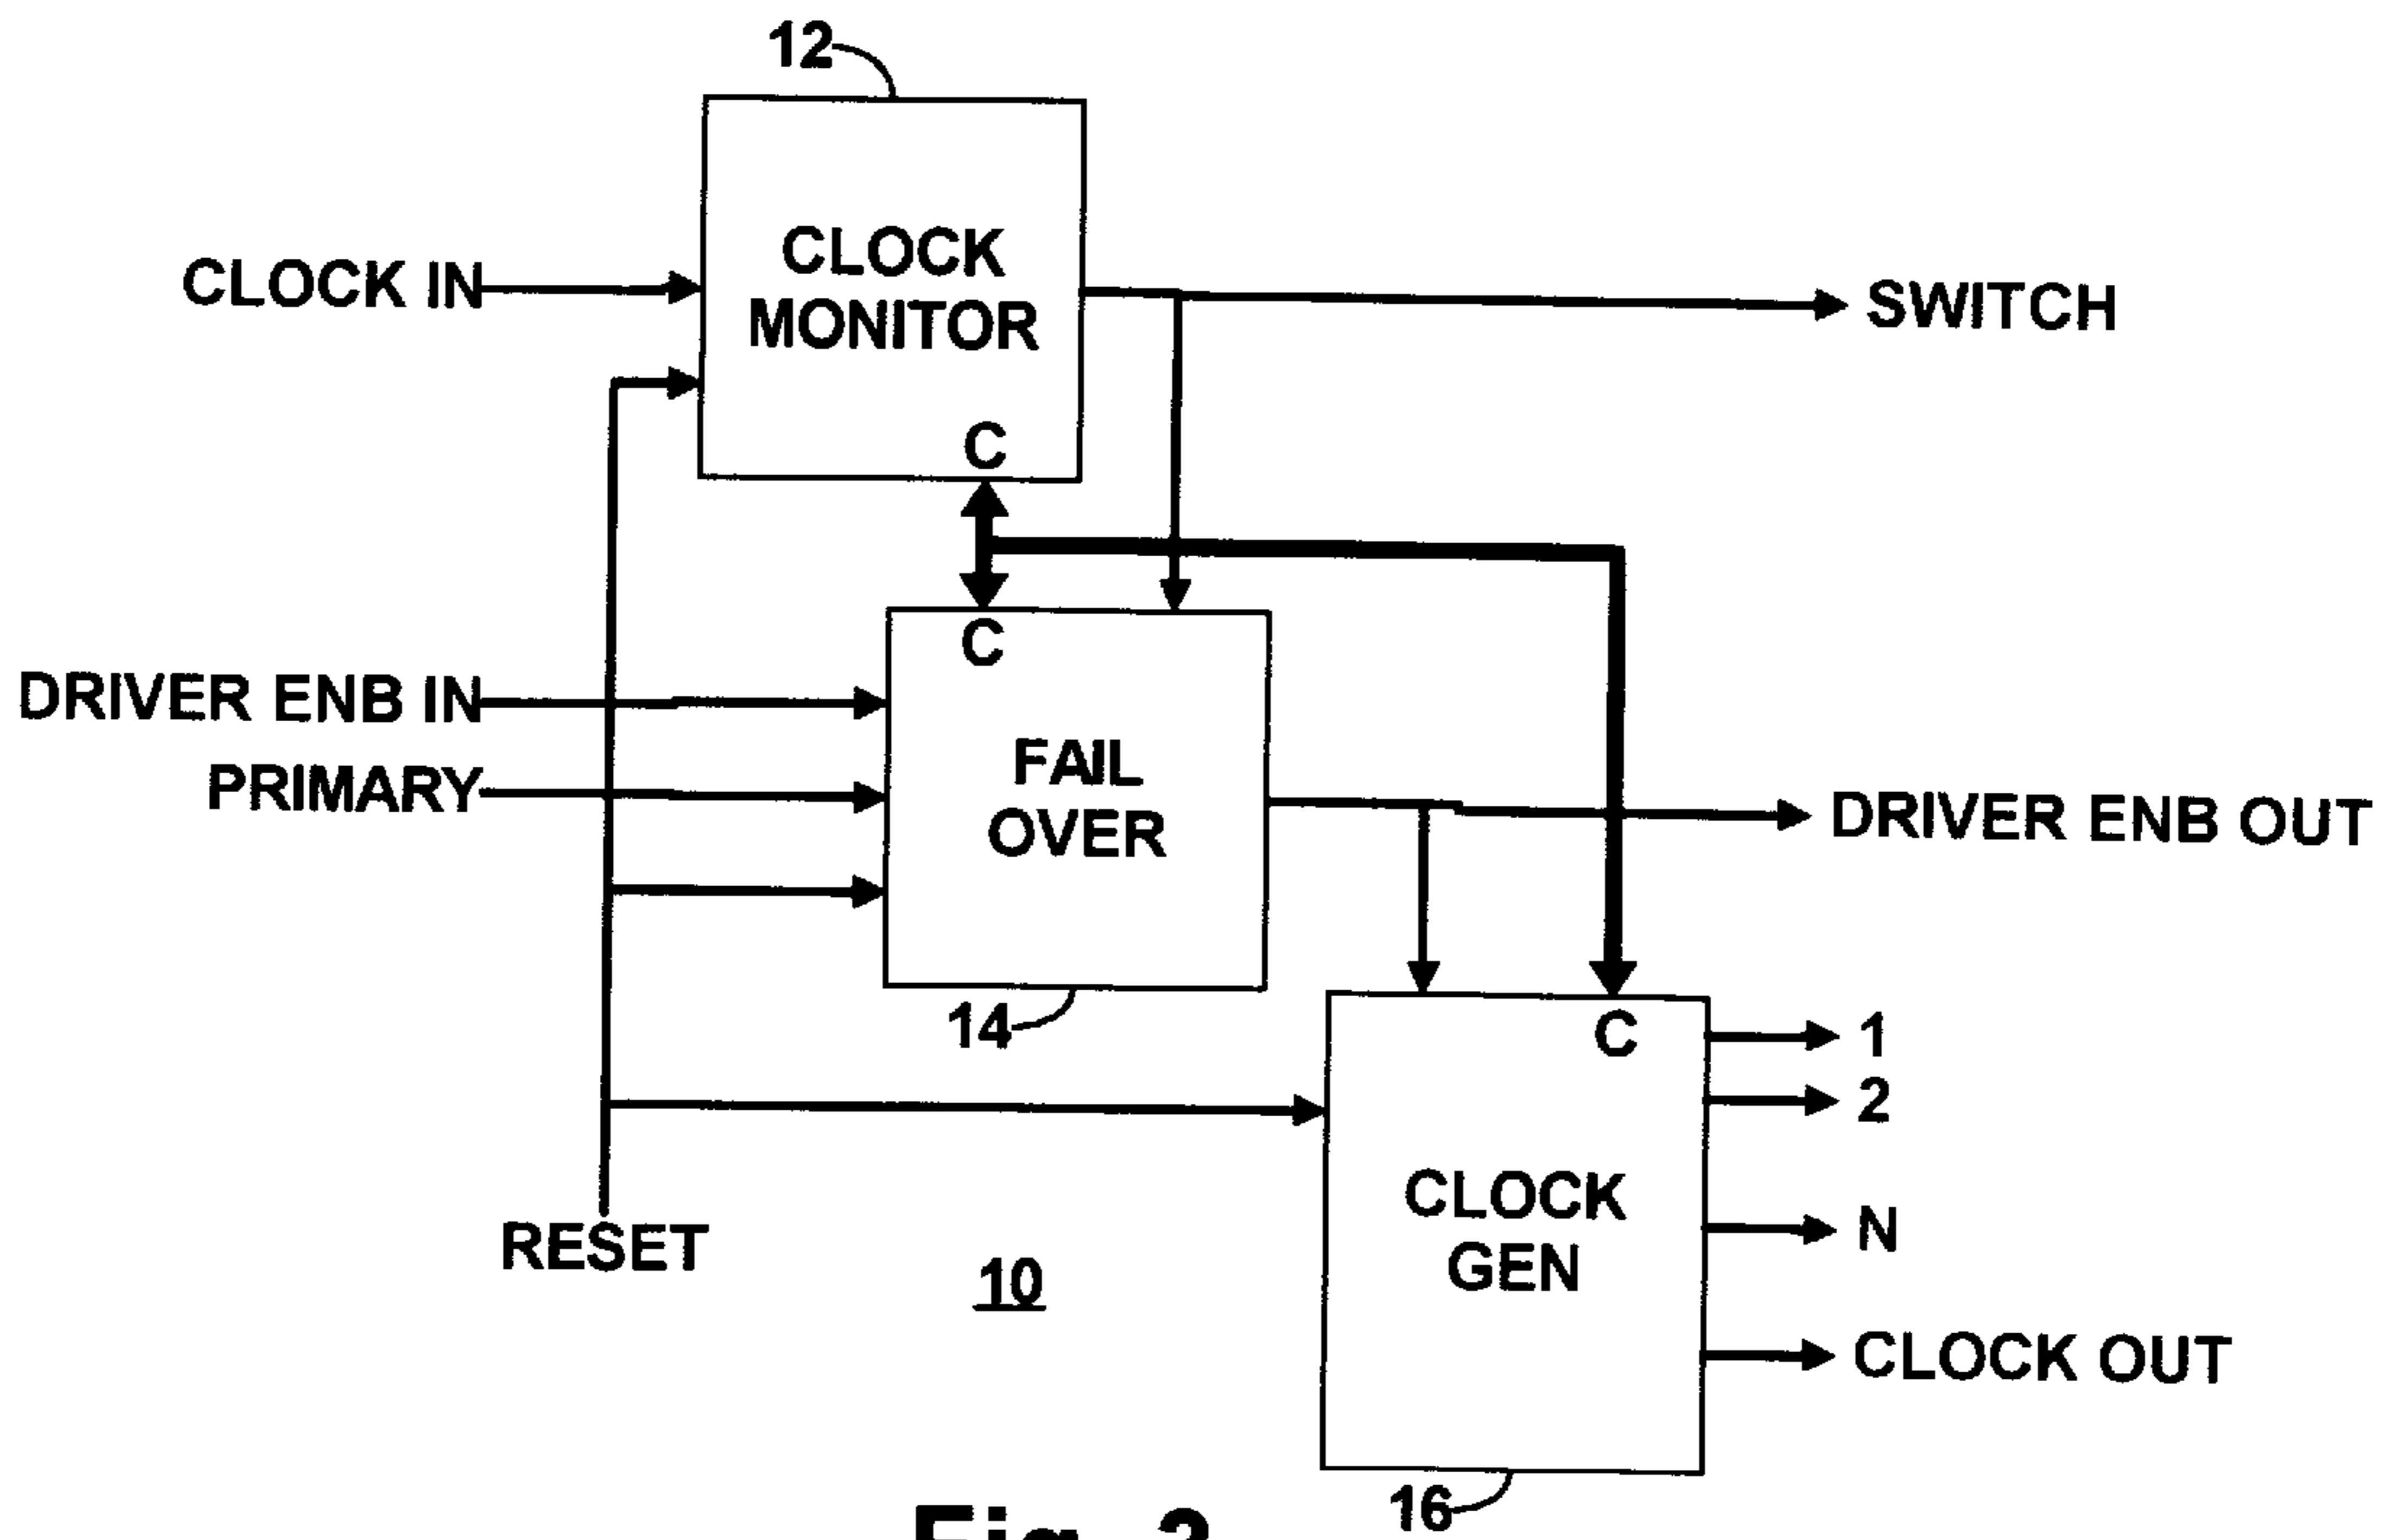 12
CLOCK
MONITOR
C
CLOCK IN
SWITCH
C
DRIVER ENB IN
PRIMARY
FAIL
OVER
DRIVER ENB OUT
14
C
1
2
N
CLOCK
GEN
CLOCK OUT
RESET
10
16